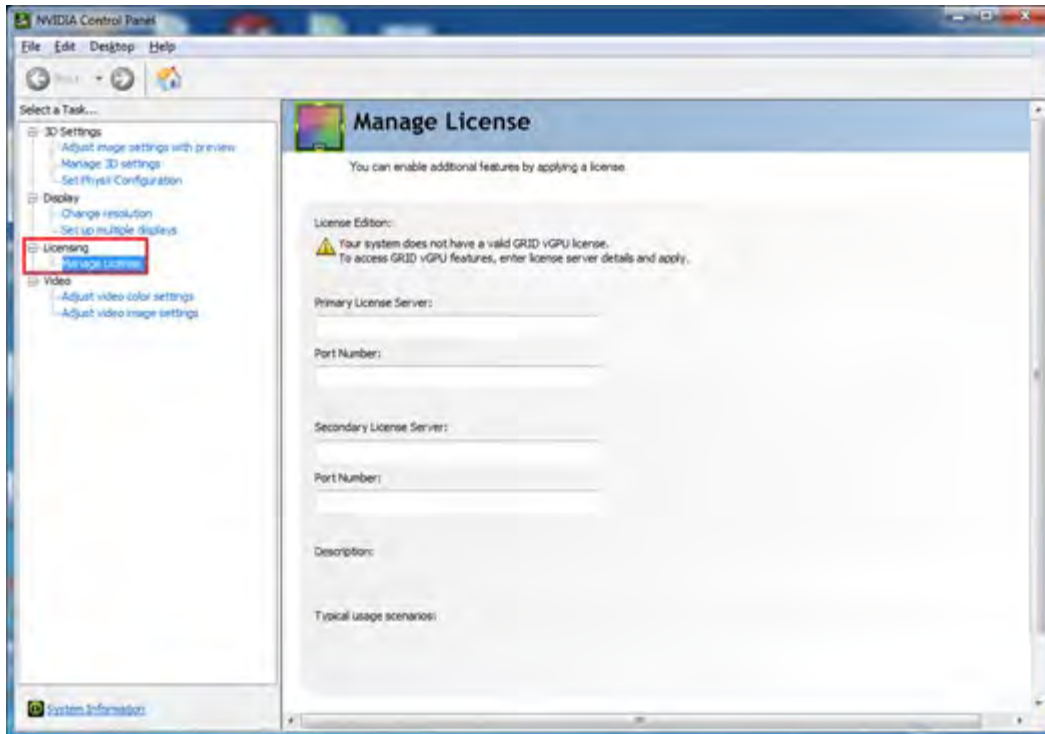 NVIDIA Control Panel
File Edit Desktop Help
Back
Select a Task...
3D Settings
Adjust image settings with preview
Manage 3D settings
Set PhysX Configuration
Display
Change resolution
Set up multiple displays
Licensing
Manage License
Video
Adjust video color settings
Adjust video image settings
System Information
Manage License
You can enable additional features by applying a license
License Edition:
Your system does not have a valid GRID vGPU license.
To access GRID vGPU features, enter license server details and apply.
Primary License Server:
Port Number:
Secondary License Server:
Port Number:
Description:
Typical usage scenarios: